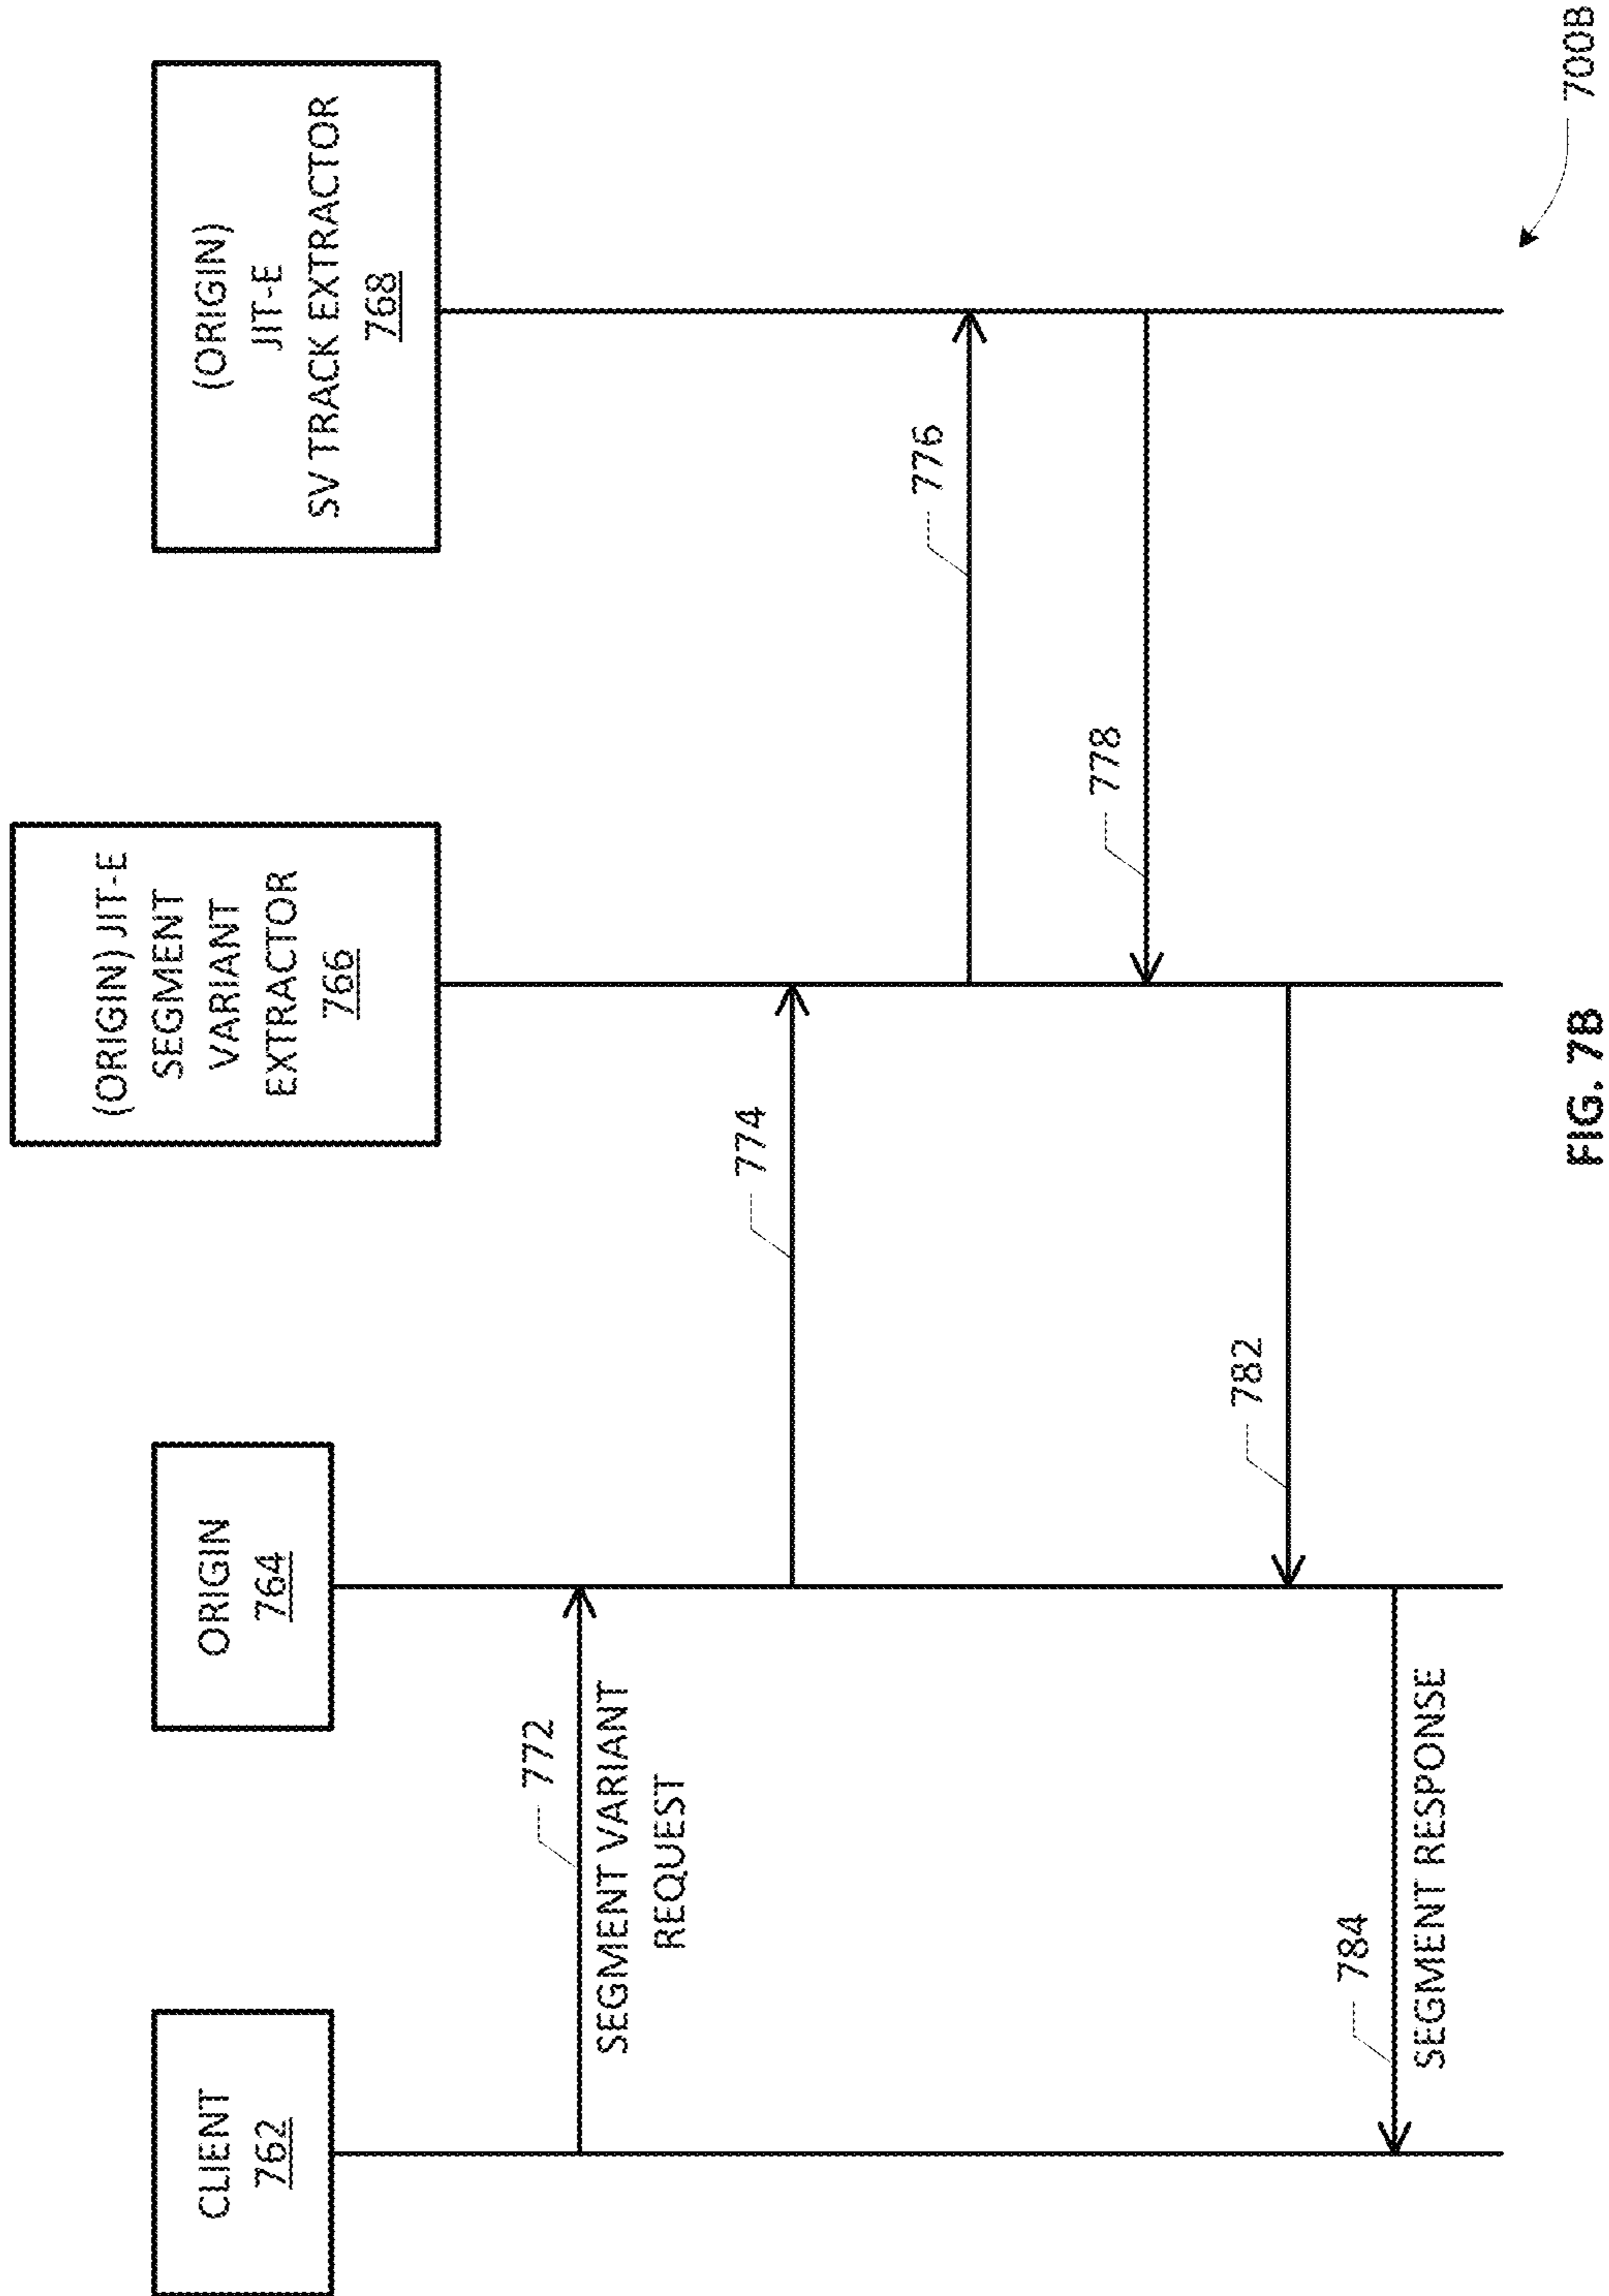 CLIENT
762
ORIGIN
764
(ORIGIN) JIT-E
SEGMENT
VARIANT
EXTRACTOR
766
(ORIGIN)
JIT-E
SV TRACK EXTRACTOR
768
772
SEGMENT VARIANT
REQUEST
774
776
778
782
784
SEGMENT RESPONSE
700B
FIG. 7B